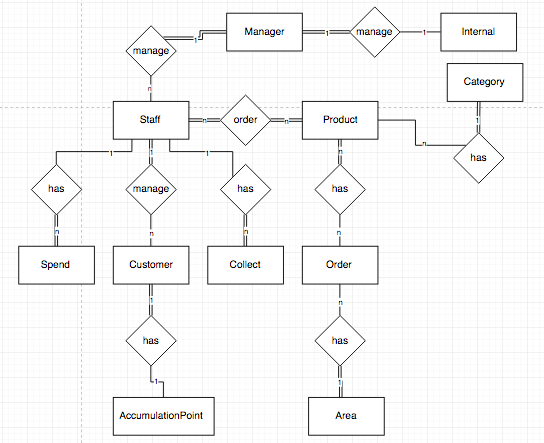 Manager
1
manage
1
Internal
manage
1
Category
n
1
Staff
n
order
n
Product
n
has
1
1
1
n
has
manage
has
has
n
n
n
n
Spend
Customer
Collect
Order
1
n
has
has
1
1
AccumulationPoint
Area